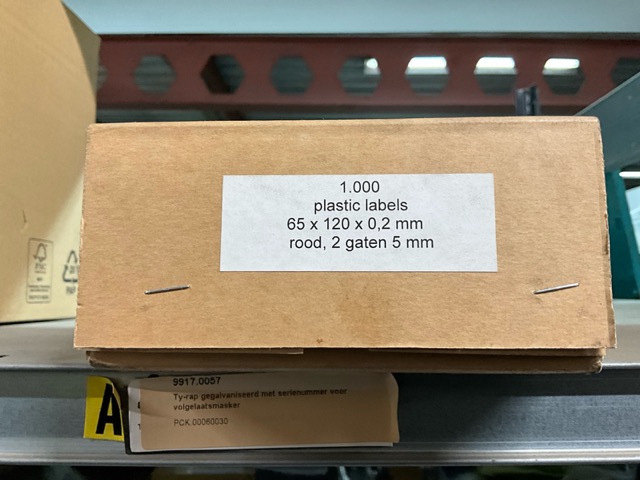 1.000
plastic labels
65 x 120 x 0,2 mm
rood, 2 gaten 5 mm
9917.0057
Ty-rap gegalvaniseerd met serienummer voor
volgelaatsmasker
PCK.00060030
A